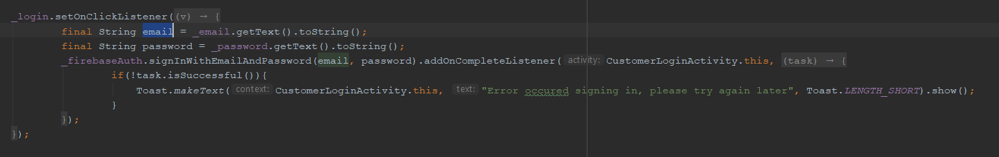 _login.setOnClickListener((v) → {
final String email = _email.getText().toString();
final String password = _password.getText().toString();
_firebaseAuth.signInWithEmailAndPassword(email, password).addOnCompleteListener( activity: CustomerLoginActivity.this, (task) → {
if(!task.isSuccessful()){
Toast.makeText( context: CustomerLoginActivity.this, text: "Error occured signing in, please try again later", Toast.LENGTH_SHORT).show();
}
});
});